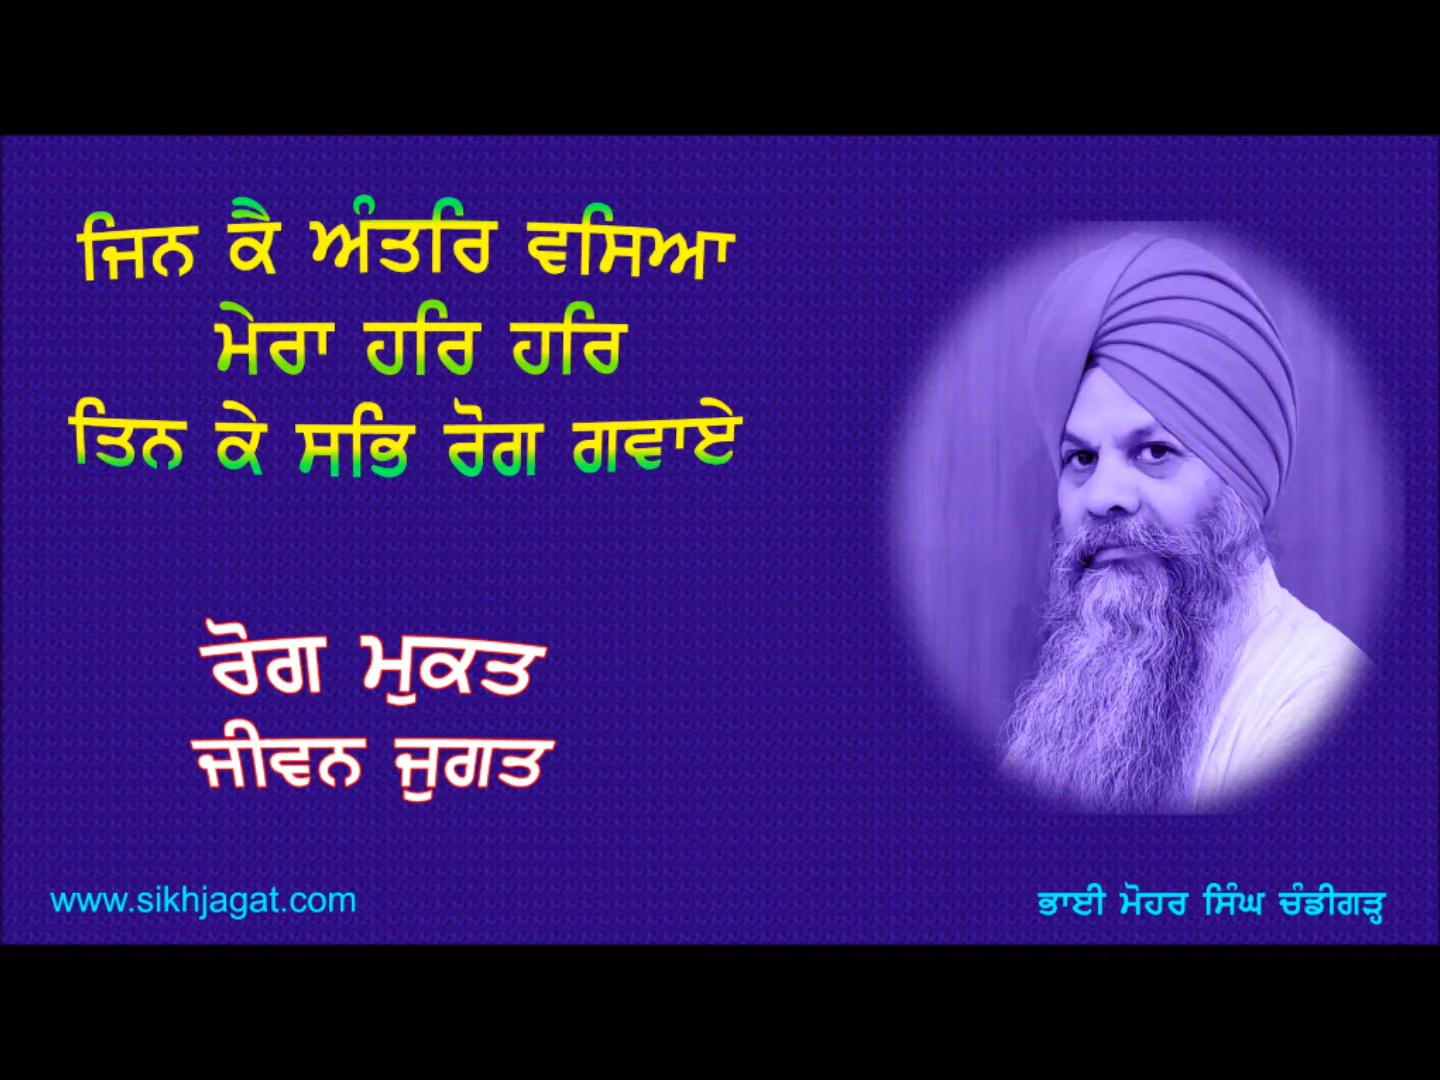 ਜਿਨ ਕੈ ਅੰਤਰਿ ਵਸਿਆ
ਮੇਰਾ ਹਰਿ ਹਰਿ
ਤਿਨ ਕੇ ਸਭਿ ਰੋਗ ਗਵਾਏ
ਰੋਗ ਮੁਕਤ
ਜੀਵਨ ਜੁਗਤ
www.sikhjagat.com
ਭਾਈ ਮੋਹਰ ਸਿੰਘ ਚੰਡੀਗੜ੍ਹ